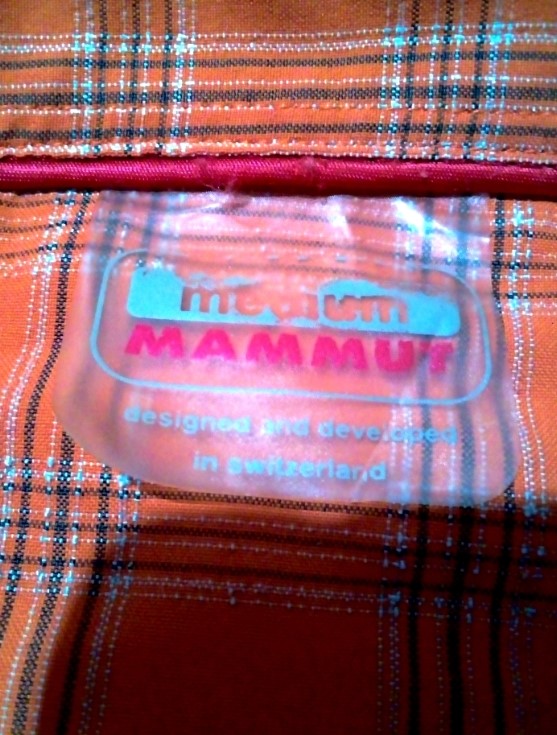 medium
MAMMUT
designed and developed
in switzerland